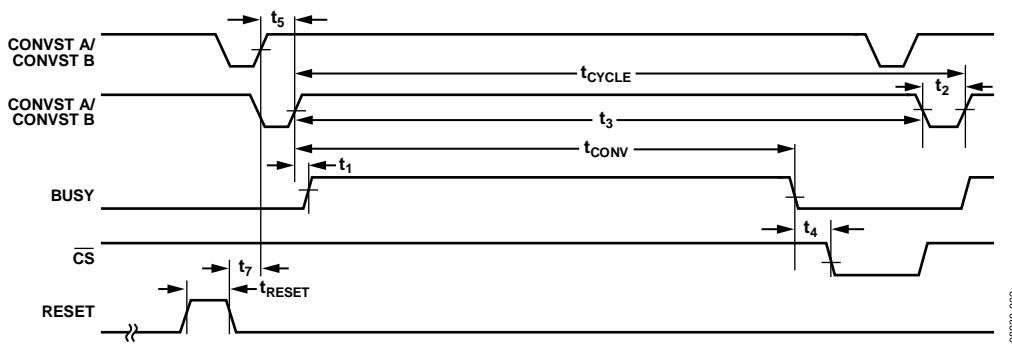 t5
CONVST A/
CONVST B
tCYCLE
t2
CONVST A/
CONVST B
t3
tCONV
t1
BUSY
t4
CS
t7
tRESET
RESET